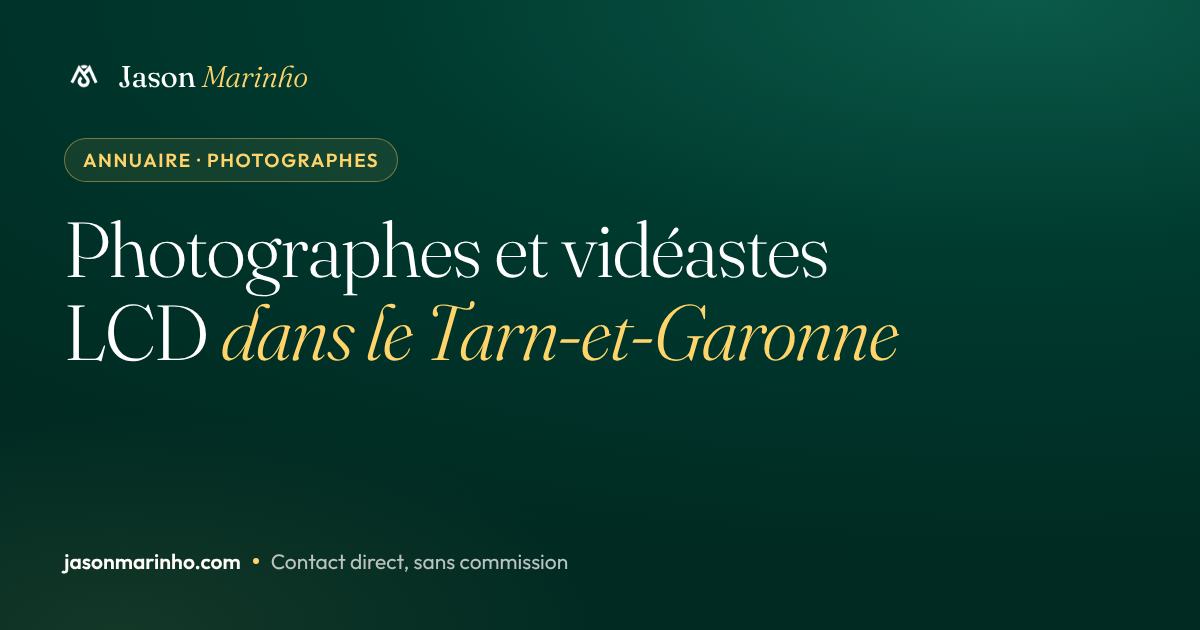 Jason Marinho
ANNUAIRE · PHOTOGRAPHES
Photographes et vidéastes
LCD dans le Tarn-et-Garonne
jasonmarinho.com • Contact direct, sans commission